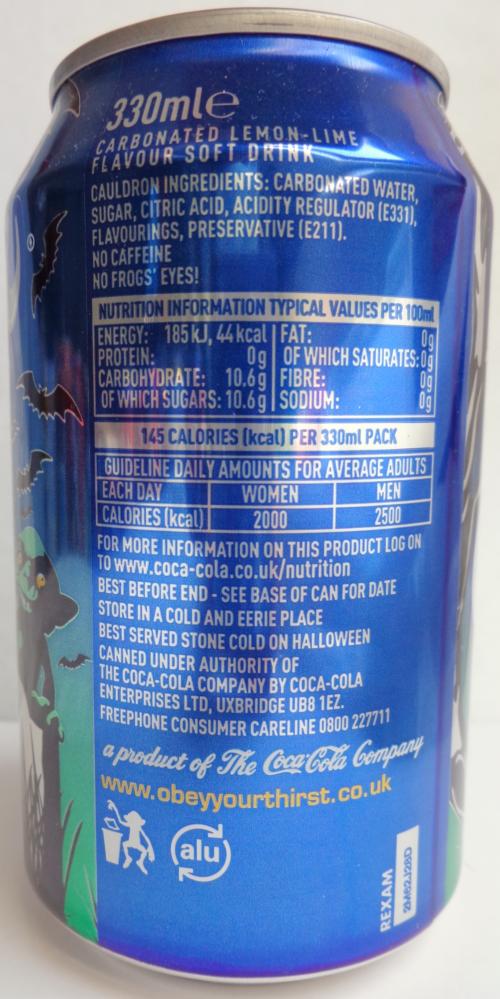 330ml e
CARBONATED LEMON-LIME
FLAVOUR SOFT DRINK
CAULDRON INGREDIENTS: CARBONATED WATER,
SUGAR, CITRIC ACID, ACIDITY REGULATOR (E331),
FLAVOURINGS, PRESERVATIVE (E211).
NO CAFFEINE
NO FROGS' EYES!
NUTRITION INFORMATION TYPICAL VALUES PER 100ml
ENERGY: 185kJ, 44kcal FAT: 0g
PROTEIN: 0g OF WHICH SATURATES: 0g
CARBOHYDRATE: 10.6g FIBRE: 0g
OF WHICH SUGARS: 10.6g SODIUM: 0g
145 CALORIES (kcal) PER 330ml PACK
GUIDELINE DAILY AMOUNTS FOR AVERAGE ADULTS
EACH DAY WOMEN MEN
CALORIES (kcal) 2000 2500
FOR MORE INFORMATION ON THIS PRODUCT LOG ON
TO www.coca-cola.co.uk/nutrition
BEST BEFORE END - SEE BASE OF CAN FOR DATE
STORE IN A COLD AND EERIE PLACE
BEST SERVED STONE COLD ON HALLOWEEN
CANNED UNDER AUTHORITY OF
THE COCA-COLA COMPANY BY COCA-COLA
ENTERPRISES LTD, UXBRIDGE UB8 1EZ.
FREEPHONE CONSUMER CARELINE 0800 227711
a product of The Coca-Cola Company
www.obeyyourthirst.co.uk
alu
REXAM